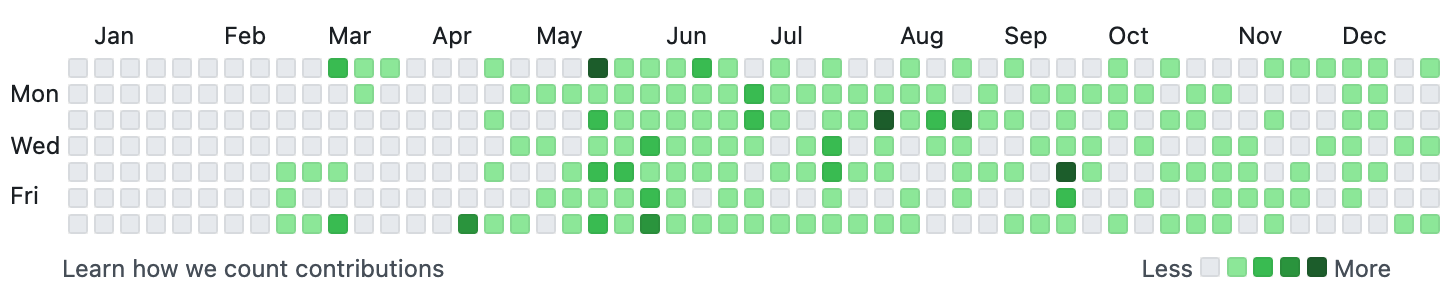 Jan Feb Mar Apr May Jun Jul Aug Sep Oct Nov Dec
Mon
Wed
Fri
Learn how we count contributions Less More